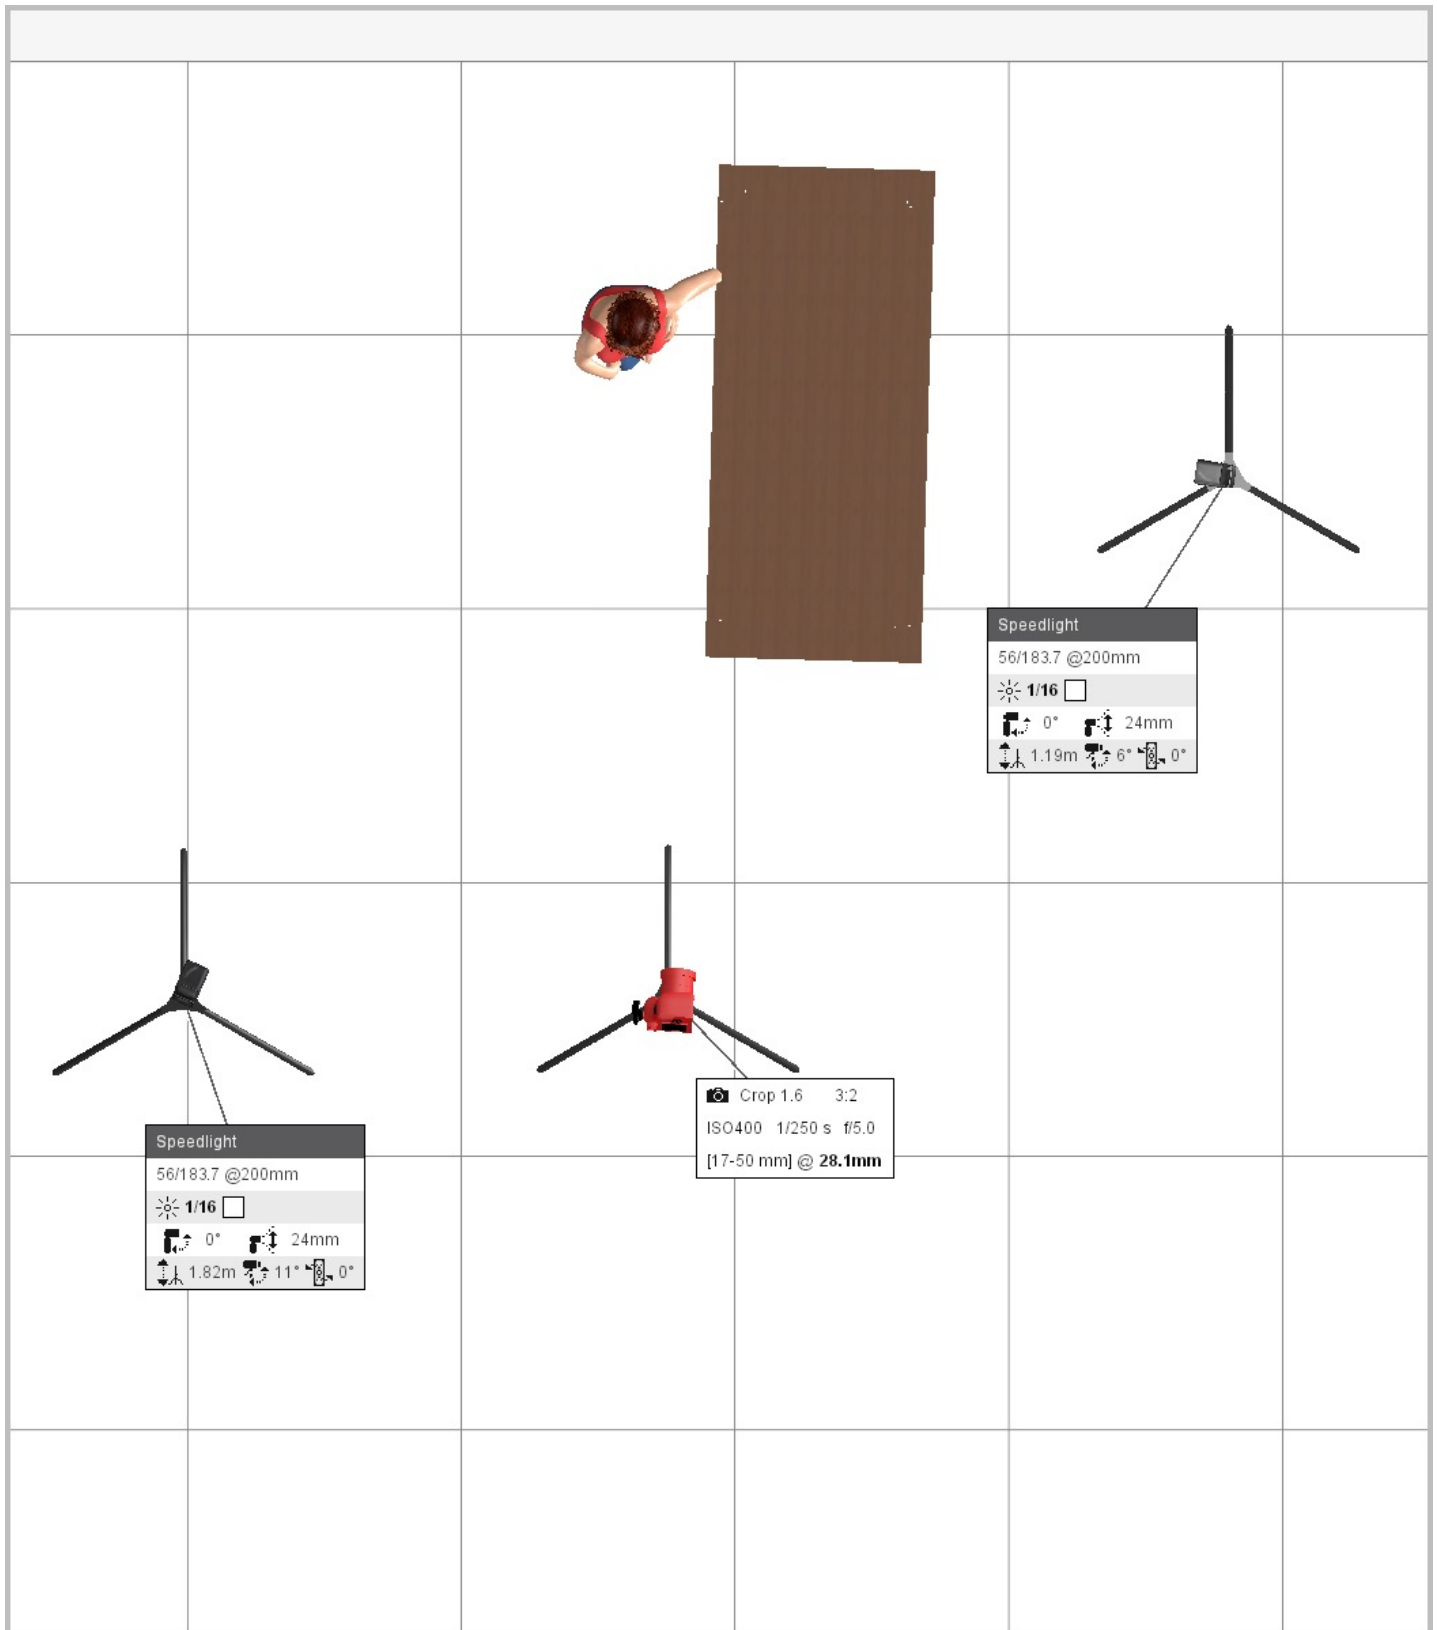 Speedlight
56/183.7 @200mm
1/16
0° 24mm
1.19m 6° 0°
Crop 1.6 3:2
ISO400 1/250 s f/5.0
[17-50 mm] @ 28.1mm
Speedlight
56/183.7 @200mm
1/16
0° 24mm
1.82m 11° 0°